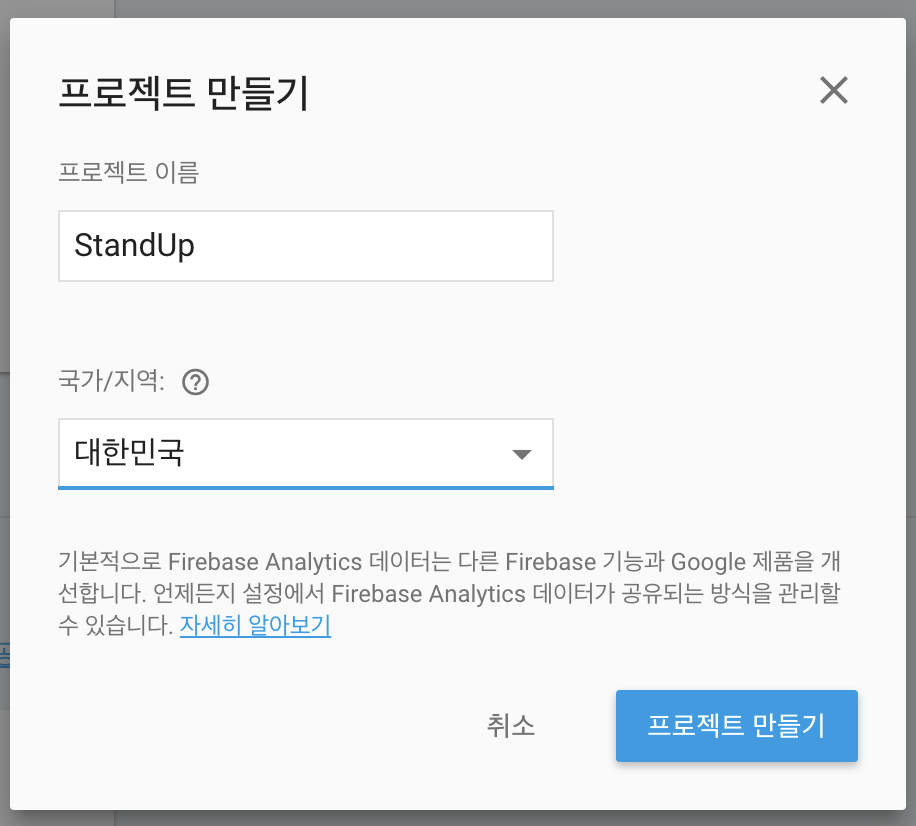 프로젝트 만들기
프로젝트 이름
StandUp
국가/지역:
대한민국
기본적으로 Firebase Analytics 데이터는 다른 Firebase 기능과 Google 제품을 개
선합니다. 언제든지 설정에서 Firebase Analytics 데이터가 공유되는 방식을 관리할
수 있습니다. 자세히 알아보기
취소
프로젝트 만들기